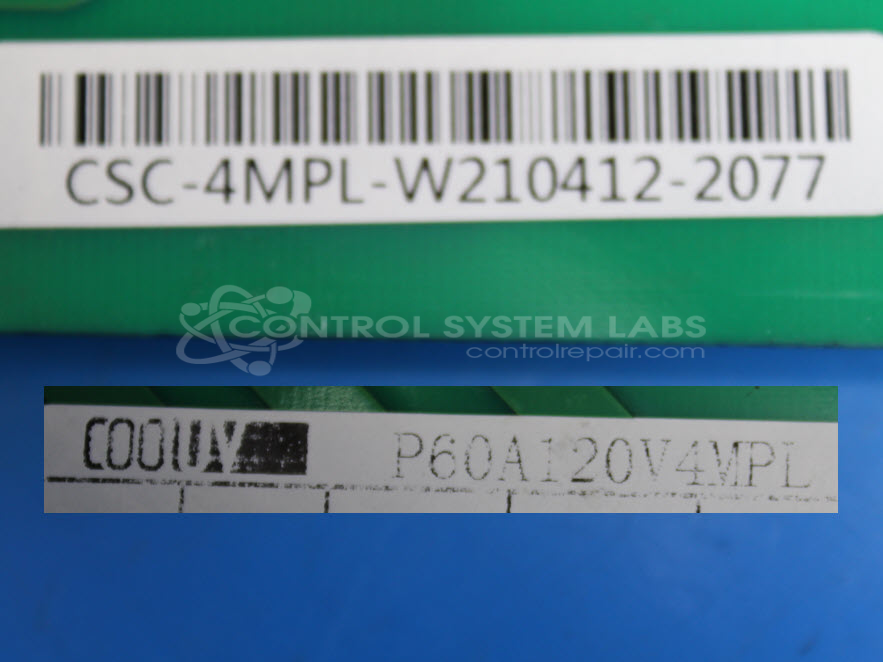 CSC-4MPL-W210412-2077
CONTROL SYSTEM LABS
controlrepair.com
P60A120V4MPL